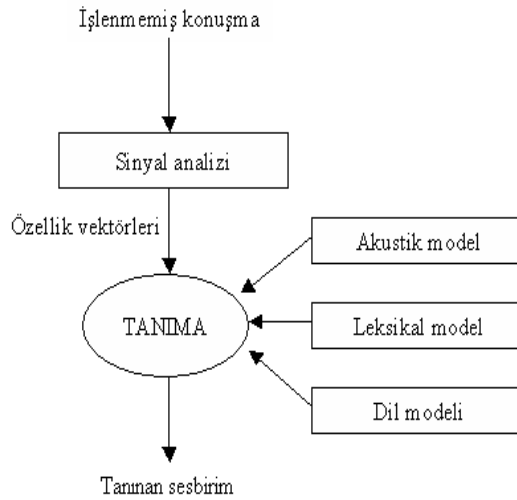 İşlenmemiş konuşma
Sinyal analizi
Özellik vektörleri
Akustik model
TANIMA
Leksikal model
Dil modeli
Tanınan sesbirim